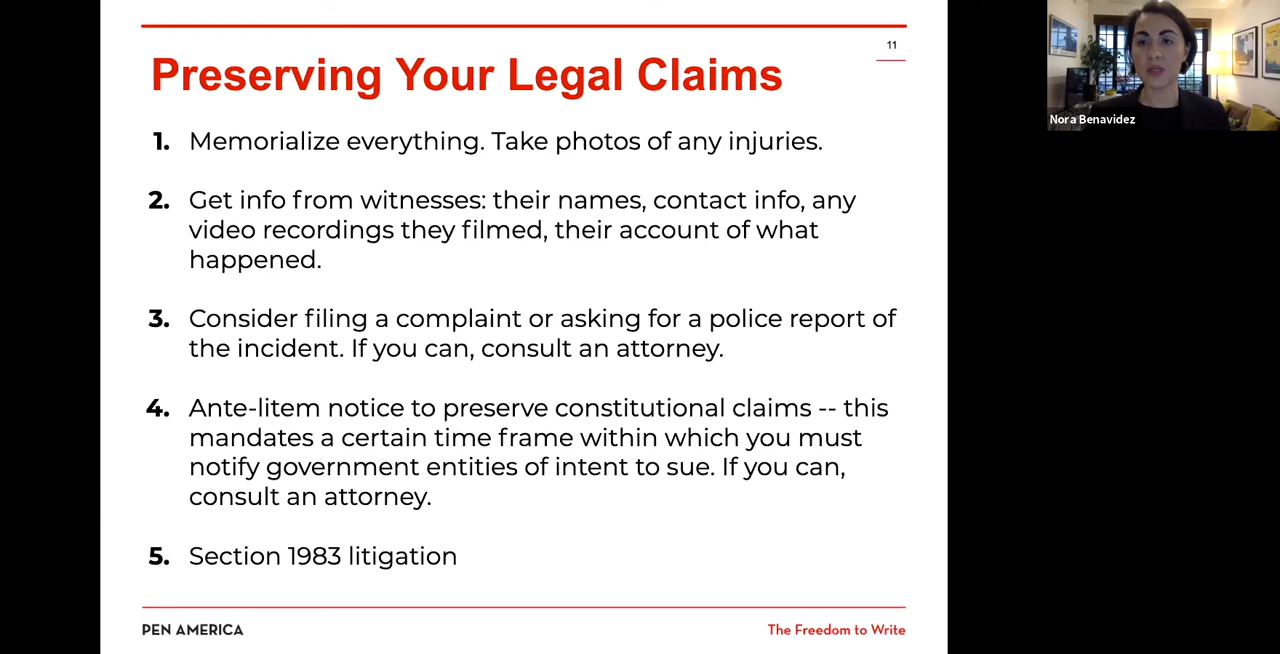 11
Preserving Your Legal Claims
1. Memorialize everything. Take photos of any injuries.
2. Get info from witnesses: their names, contact info, any
video recordings they filmed, their account of what
happened.
3. Consider filing a complaint or asking for a police report of
the incident. If you can, consult an attorney.
4. Ante-litem notice to preserve constitutional claims -- this
mandates a certain time frame within which you must
notify government entities of intent to sue. If you can,
consult an attorney.
5. Section 1983 litigation
PEN AMERICA
The Freedom to Write
Nora Benavidez